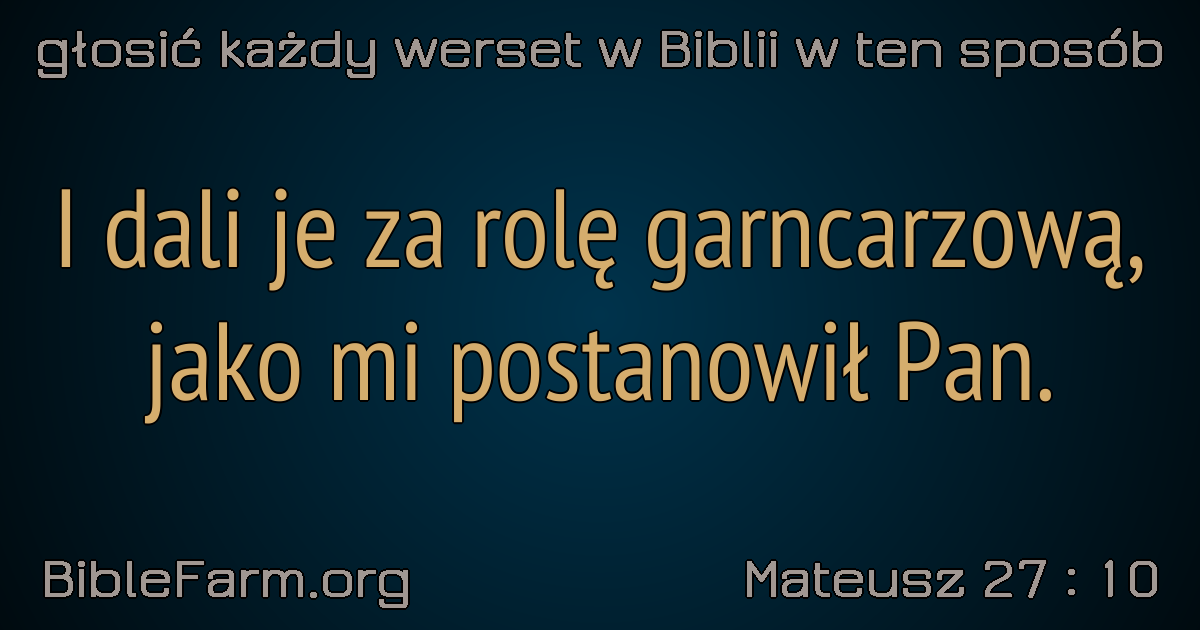 głosić każdy werset w Biblii w ten sposób
I dali je za rolę garncarzową,
jako mi postanowił Pan.
BibleFarm.org
Mateusz 27 : 10